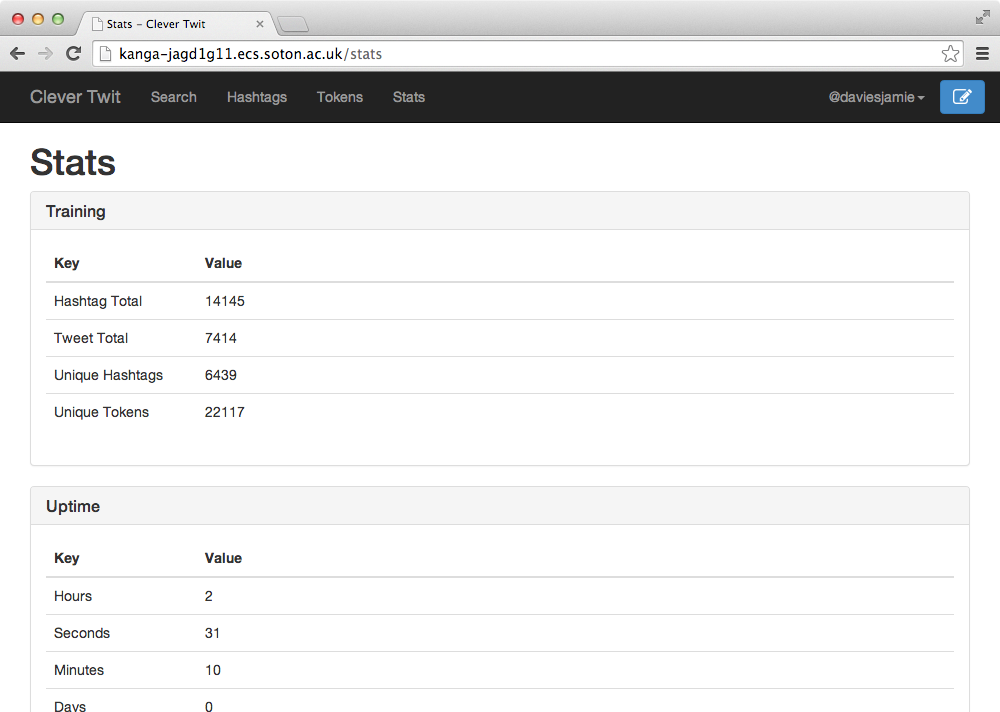 Stats – Clever Twit
kanga-jagd1g11.ecs.soton.ac.uk/stats
Clever Twit Search Hashtags Tokens Stats @daviesjamie
Stats
Training
Key Value
Hashtag Total 14145
Tweet Total 7414
Unique Hashtags 6439
Unique Tokens 22117
Uptime
Key Value
Hours 2
Seconds 31
Minutes 10
Days 0